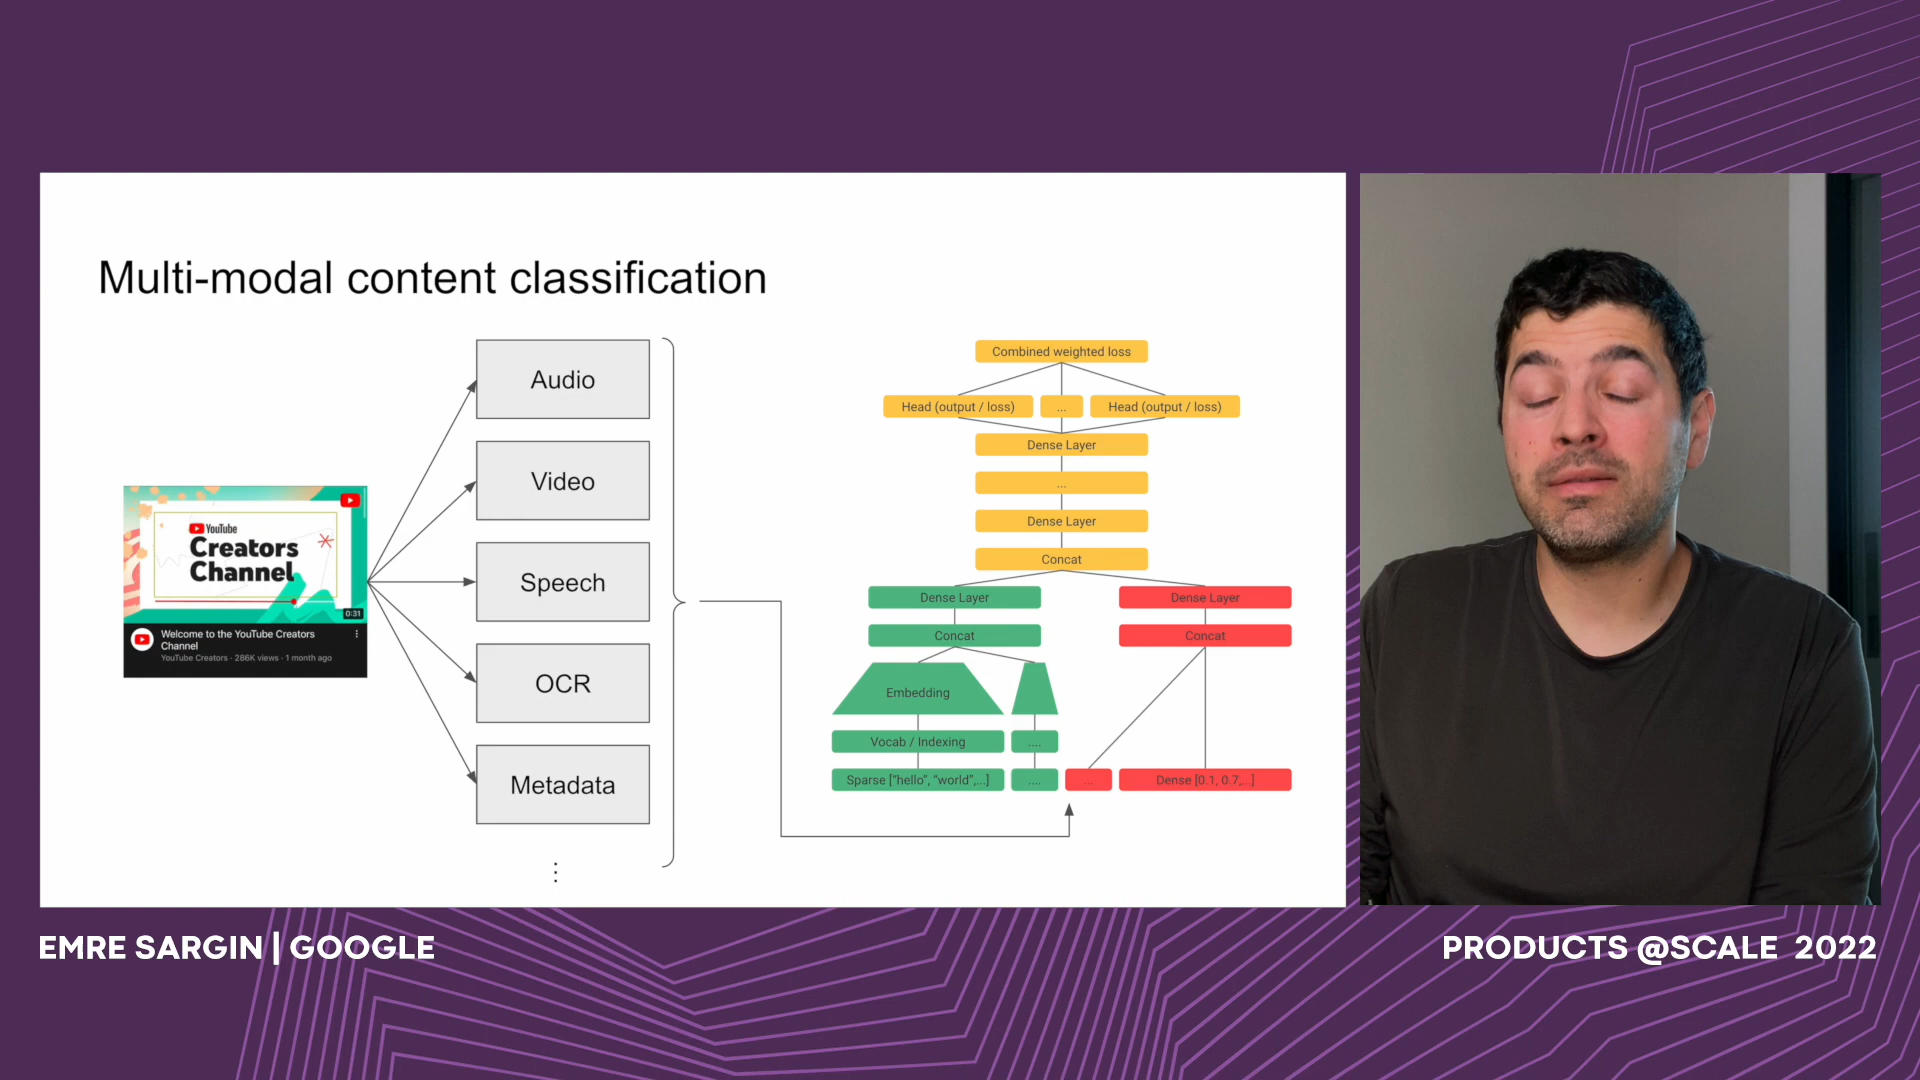 Multi-modal content classification
YouTube
Creators
Channel
0:31
Welcome to the YouTube Creators
Channel
YouTube Creators · 286K views · 1 month ago
Audio
Video
Speech
OCR
Metadata
Combined weighted loss
Head (output / loss)
...
Head (output / loss)
Dense Layer
...
Dense Layer
Concat
Dense Layer
Dense Layer
Concat
Concat
Embedding
Vocab / Indexing
....
Sparse ["hello", "world",...]
....
...
Dense [0.1, 0.7,...]
EMRE SARGIN | GOOGLE
PRODUCTS @SCALE 2022